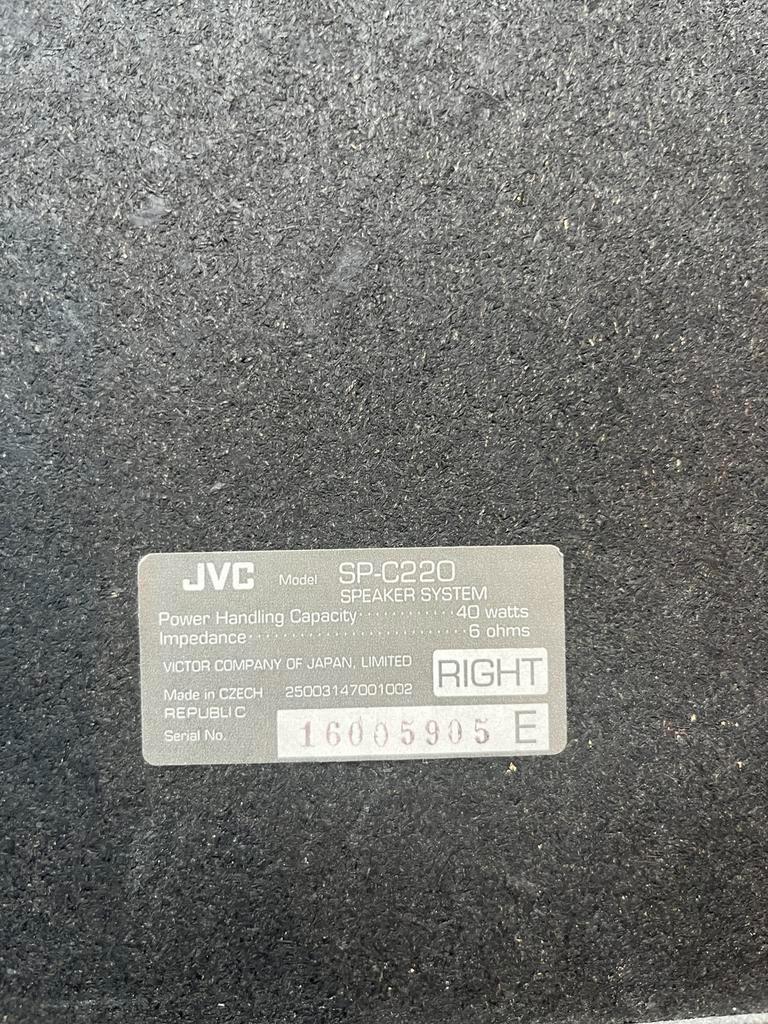 JVC Model SP-C220
SPEAKER SYSTEM
Power Handling Capacity············40 watts
Impedance·························6 ohms
VICTOR COMPANY OF JAPAN, LIMITED RIGHT
Made in CZECH 25003147001002
REPUBLIC
Serial No. 16005905 E